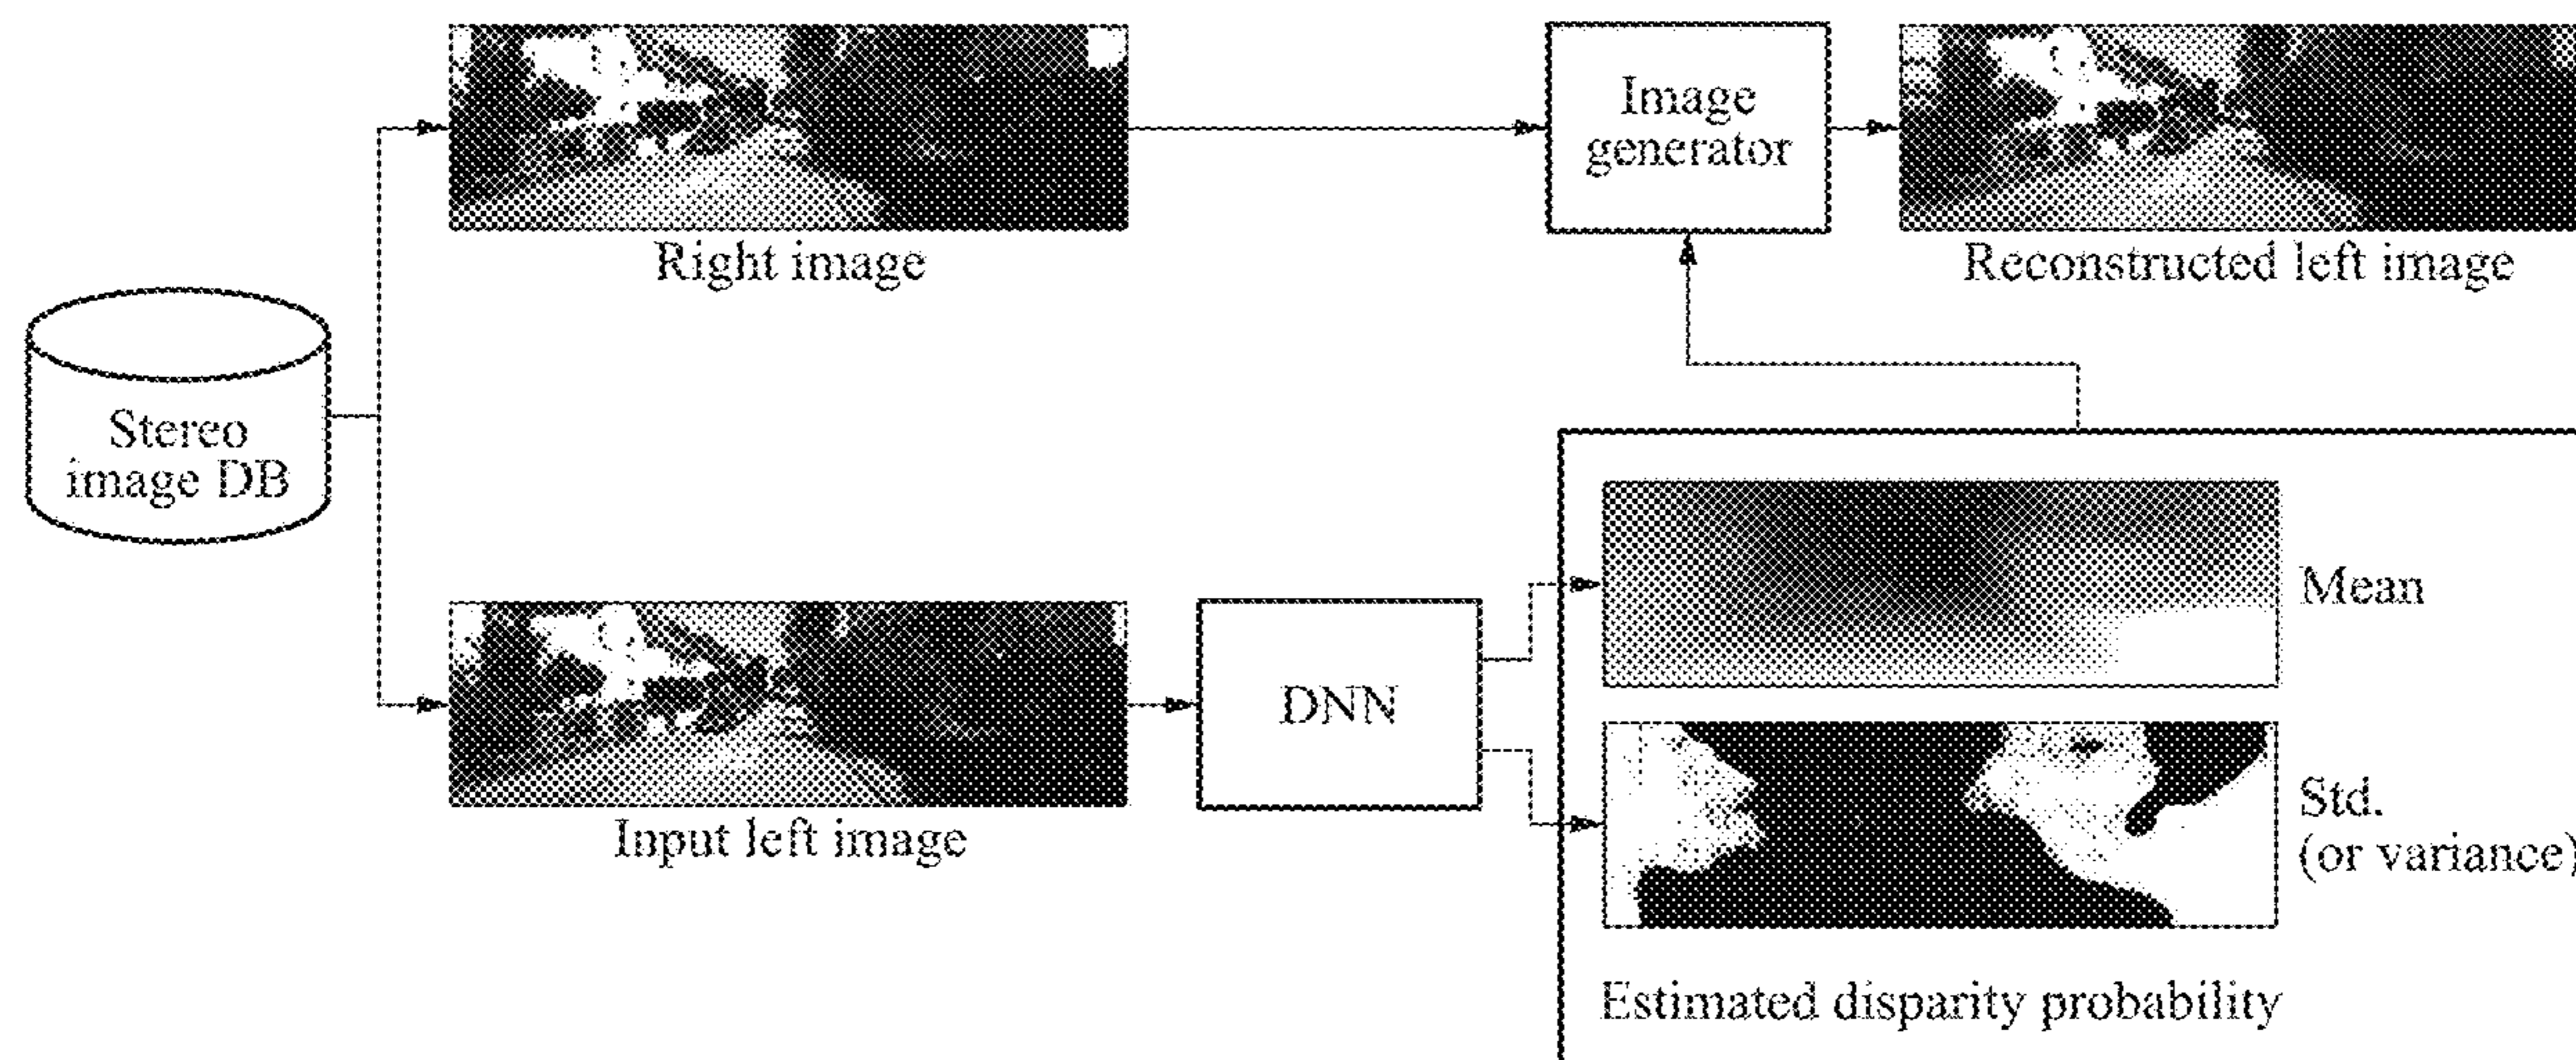 Image
generator
Right image
Reconstructed left image
Stereo
image DB
Mean
DNN
Std.
(or variance)
Input left image
Estimated disparity probability